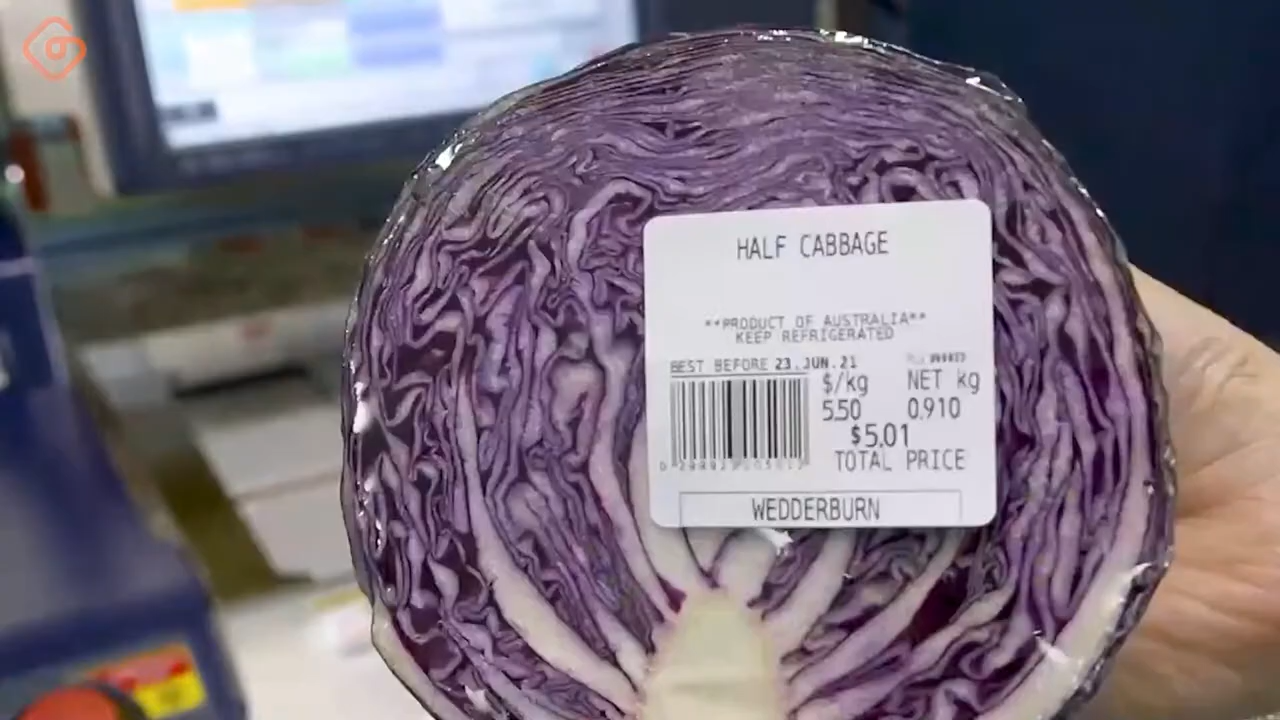 HALF CABBAGE
**PRODUCT OF AUSTRALIA**
KEEP REFRIGERATED
BEST BEFORE 23.JUN.21
$/kg NET kg
5.50 0.910
$5.01
TOTAL PRICE
WEDDERBURN